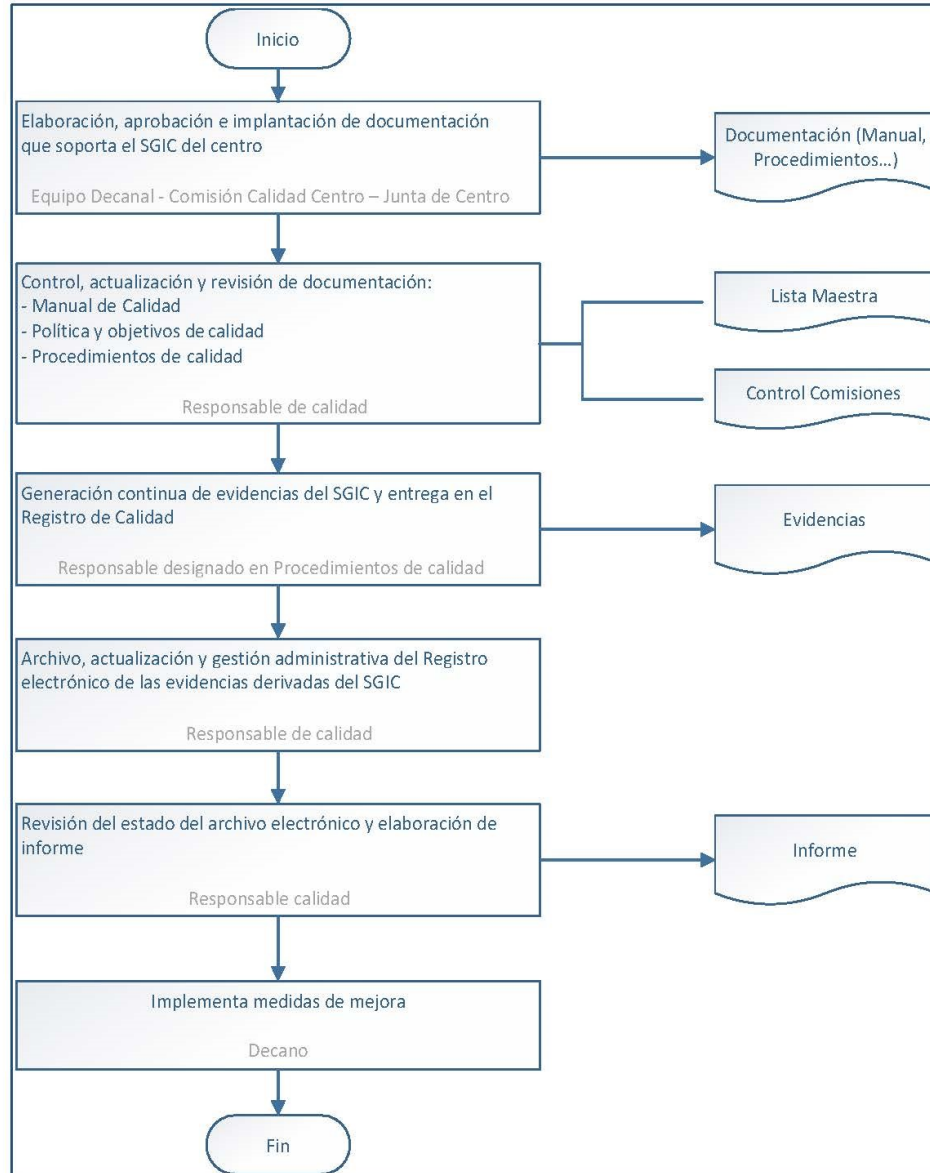 Inicio
Elaboración, aprobación e implantación de documentación
que soporta el SGIC del centro
Equipo Decanal - Comisión Calidad Centro – Junta de Centro
Documentación (Manual,
Procedimientos...)
Control, actualización y revisión de documentación:
- Manual de Calidad
- Política y objetivos de calidad
- Procedimientos de calidad
Responsable de calidad
Lista Maestra
Control Comisiones
Generación continua de evidencias del SGIC y entrega en el
Registro de Calidad
Responsable designado en Procedimientos de calidad
Evidencias
Archivo, actualización y gestión administrativa del Registro
electrónico de las evidencias derivadas del SGIC
Responsable de calidad
Revisión del estado del archivo electrónico y elaboración de
informe
Responsable calidad
Informe
Implementa medidas de mejora
Decano
Fin